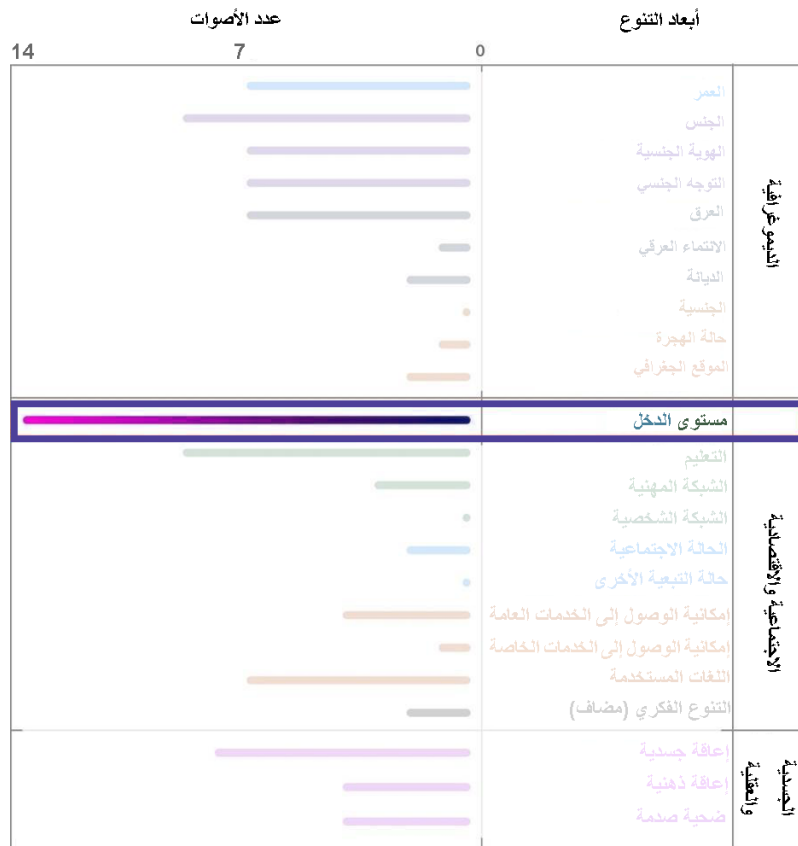 أبعاد التنوع
عدد الأصوات
0
7
14
الديموغرافية
العمر
الجنس
الهوية الجنسية
التوجه الجنسي
العرق
الانتماء العرقي
الديانة
الجنسية
حالة الهجرة
الموقع الجغرافي
الاجتماعية والاقتصادية
مستوى الدخل
التعليم
الشبكة المهنية
الشبكة الشخصية
الحالة الاجتماعية
حالة التبعية الأخرى
إمكانية الوصول إلى الخدمات العامة
إمكانية الوصول إلى الخدمات الخاصة
اللغات المستخدمة
التنوع الفكري (مضاف)
الجسدية
والعقلية
إعاقة جسدية
إعاقة ذهنية
ضحية صدمة